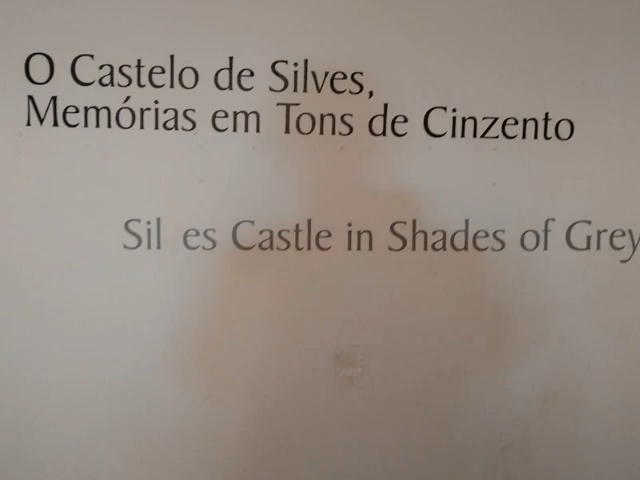 O Castelo de Silves,
Memórias em Tons de Cinzento
Sil es Castle in Shades of Grey